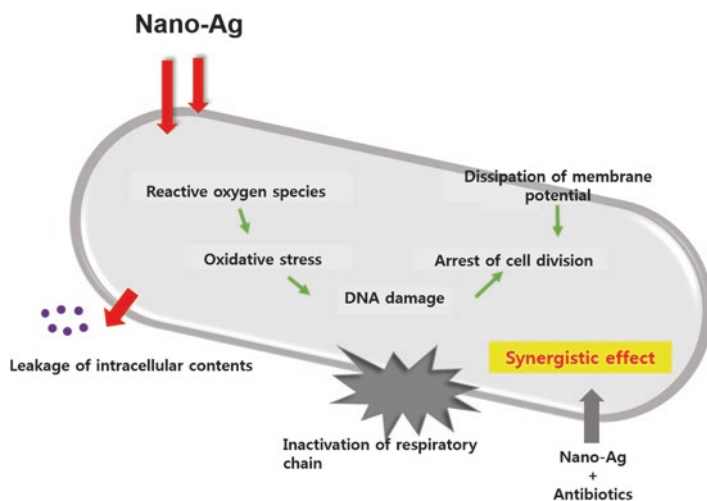 Nano-Ag
Dissipation of membrane
potential
Reactive oxygen species
Oxidative stress
Arrest of cell division
DNA damage
Leakage of intracellular contents
Synergistic effect
Inactivation of respiratory
chain
Nano-Ag
+
Antibiotics